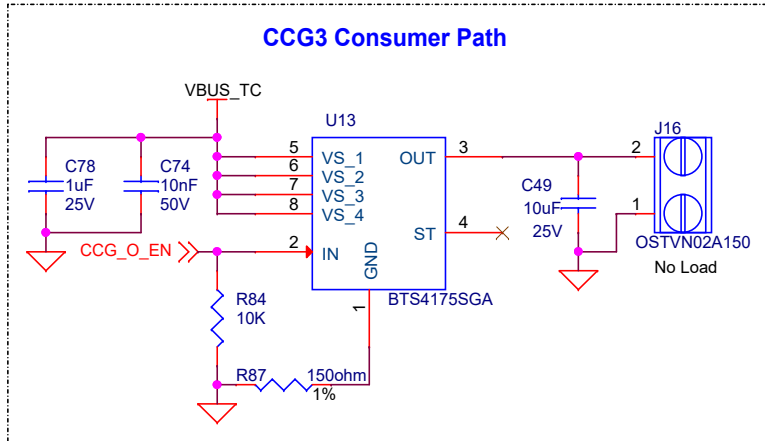 CCG3 Consumer Path
VBUS_TC
U13
J16
C78
1uF
25V
C74
10nF
50V
5
6
7
8
VS_1
VS_2
VS_3
VS_4
OUT
3
2
C49
10uF
25V
1
ST
4
CCG_O_EN
2
IN
GND
1
OSTVN02A150
No Load
BTS4175SGA
R84
10K
R87
150ohm
1%